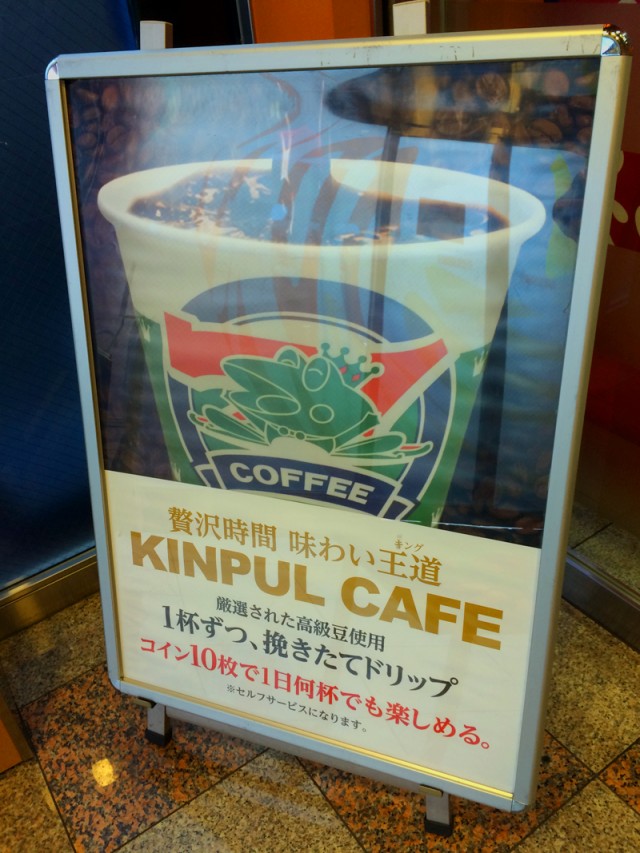 COFFEE
贅沢時間 味わい王道
キング
KINPUL CAFE
厳選された高級豆使用
1杯ずつ、挽きたてドリップ
コイン10枚で1日何杯でも楽しめる。
※セルフサービスになります。